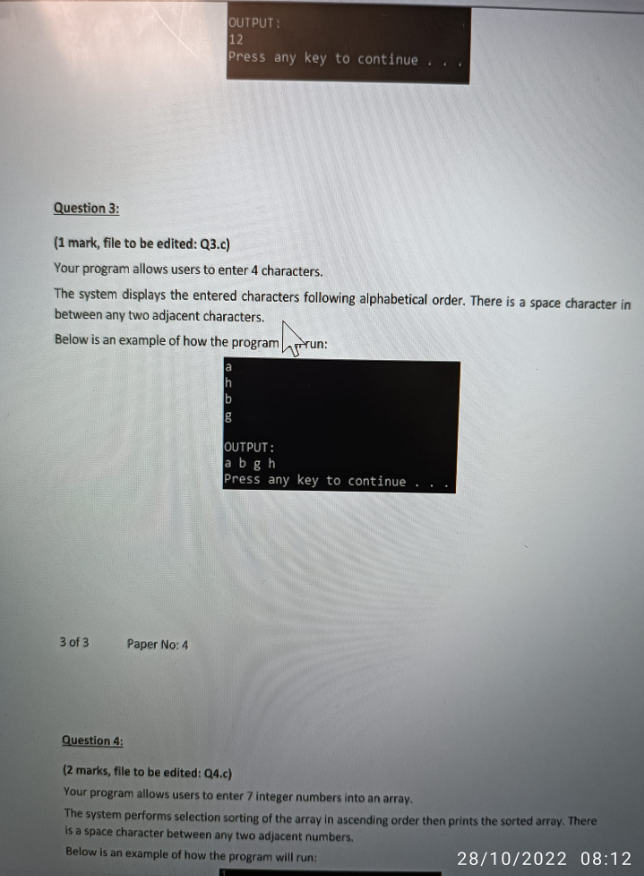 OUTPUT:
12
Press any key to continue . . .
Question 3:
(1 mark, file to be edited: Q3.c)
Your program allows users to enter 4 characters.
The system displays the entered characters following alphabetical order. There is a space character in
between any two adjacent characters.
Below is an example of how the program run:
a
h
b
g
OUTPUT:
a b g h
Press any key to continue . . .
3 of 3 Paper No: 4
Question 4:
(2 marks, file to be edited: Q4.c)
Your program allows users to enter 7 integer numbers into an array.
The system performs selection sorting of the array in ascending order then prints the sorted array. There
is a space character between any two adjacent numbers.
Below is an example of how the program will run:
28/10/2022 08:12